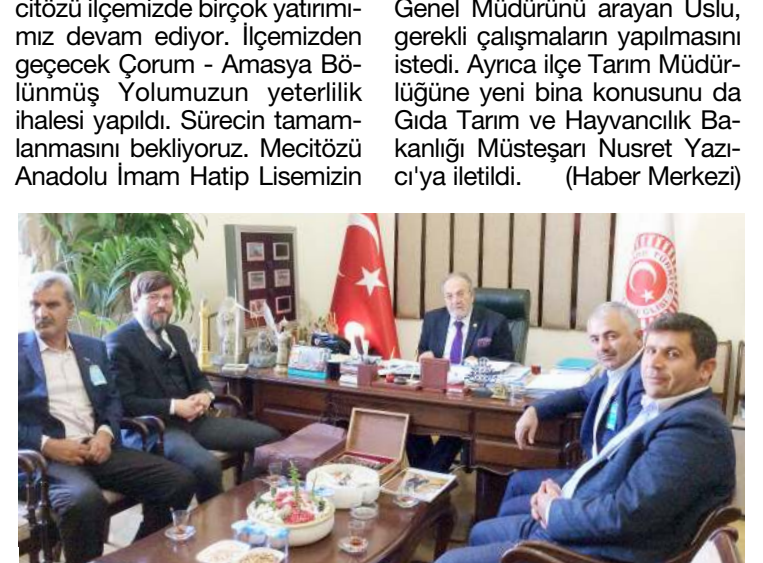 citözü ilçemizde birçok yatırımı-
mız devam ediyor. İlçemizden
geçecek Çorum - Amasya Bö-
lünmüş Yolumuzun yeterlilik
ihalesi yapıldı. Sürecin tamam-
lanmasını bekliyoruz. Mecitözü
Anadolu İmam Hatip Lisemizin
Genel Müdürünü arayan Uslu,
gerekli çalışmaların yapılmasını
istedi. Ayrıca ilçe Tarım Müdür-
lüğüne yeni bina konusunu da
Gıda Tarım ve Hayvancılık Ba-
kanlığı Müsteşarı Nusret Yazı-
cı'ya iletildi. (Haber Merkezi)